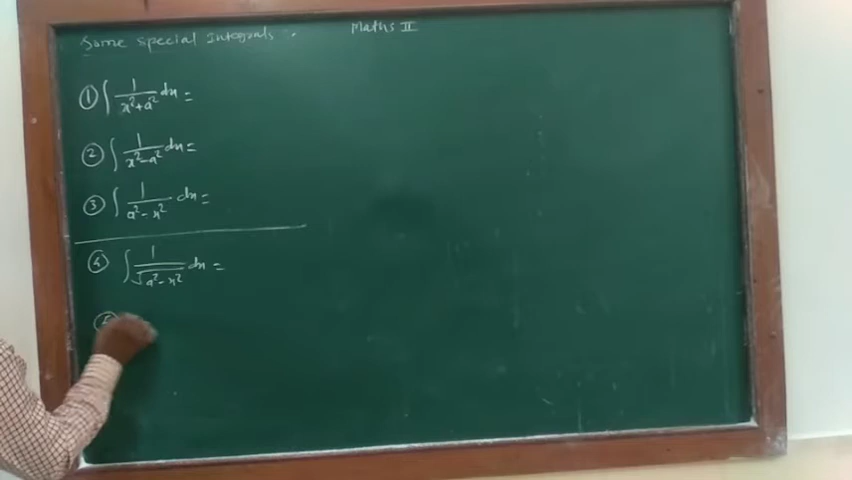 Some special Integrals . Maths II
① ∫ 1/(x²+a²) dx =
② ∫ 1/(x²-a²) dx =
③ ∫ 1/(a²-x²) dx =
④ ∫ 1/√(a²-x²) dx =
⑤